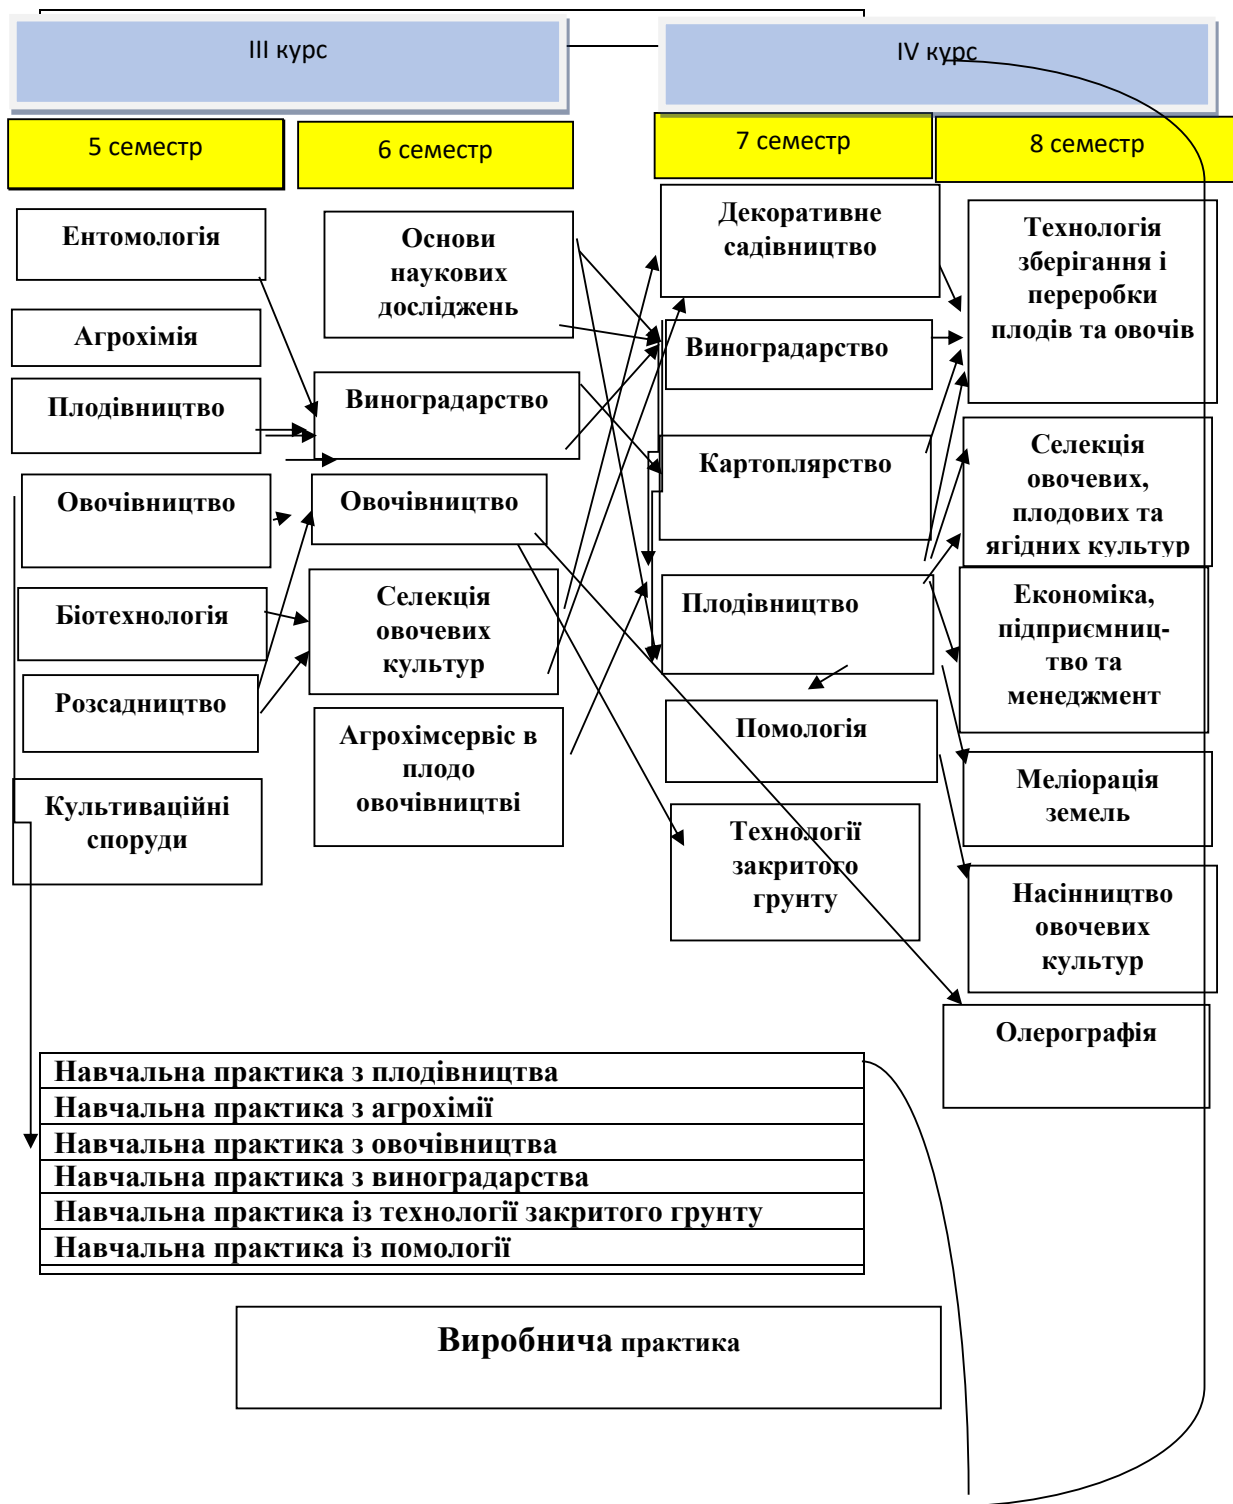 III курс
IV курс
5 семестр
6 семестр
7 семестр
8 семестр
Ентомологія
Агрохімія
Плодівництво
Овочівництво
Біотехнологія
Розсадництво
Культиваційні
споруди
Основи
наукових
досліджень
Виноградарство
Овочівництво
Селекція
овочевих
культур
Агрохімсервіс в
плодо
овочівництві
Декоративне
садівництво
Виноградарство
Картоплярство
Плодівництво
Помологія
Технології
закритого
грунту
Технологія
зберігання і
переробки
плодів та овочів
Селекція
овочевих,
плодових та
ягідних культур
Економіка,
підприємниц-
тво та
менеджмент
Меліорація
земель
Насінництво
овочевих
культур
Олерографія
Навчальна практика з плодівництва
Навчальна практика з агрохімії
Навчальна практика з овочівництва
Навчальна практика з виноградарства
Навчальна практика із технології закритого грунту
Навчальна практика із помології
Виробнича практика